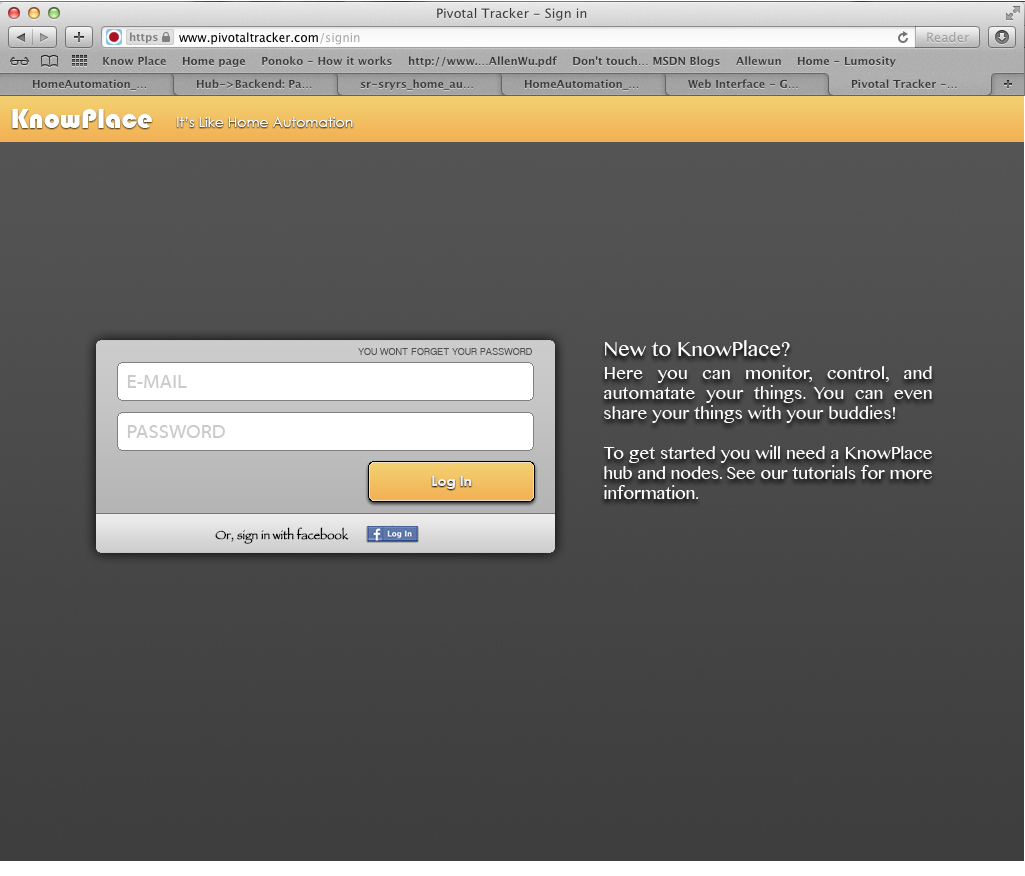 Pivotal Tracker – Sign in
https www.pivotaltracker.com/signin Reader
Know Place Home page Ponoko – How it works http://www....AllenWu.pdf Don't touch... MSDN Blogs Allewun Home – Lumosity
HomeAutomation_... Hub->Backend: Pa... sr-sryrs_home_au... HomeAutomation_... Web Interface – G... Pivotal Tracker –...
KnowPlace It's Like Home Automation
YOU WONT FORGET YOUR PASSWORD
E-MAIL
PASSWORD
Log In
Or, sign in with facebook f Log In
New to KnowPlace?
Here you can monitor, control, and
automatate your things. You can even
share your things with your buddies!
To get started you will need a KnowPlace
hub and nodes. See our tutorials for more
information.